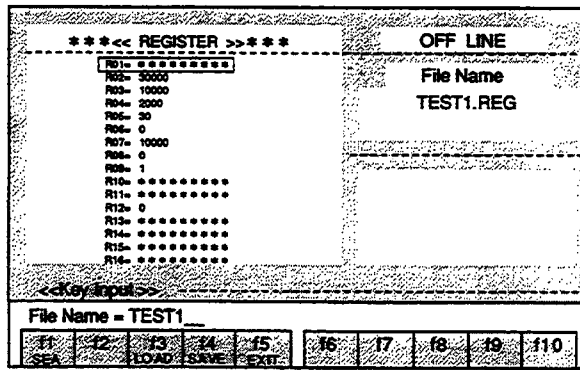 ***<< REGISTER >>***
R01= *********
R02= 30000
R03= 10000
R04= 2000
R05= 30
R06= 0
R07= 10000
R08= 0
R09= 1
R10= *********
R11= *********
R12= 0
R13= *********
R14= *********
R15= *********
R16= *********
OFF LINE
File Name
TEST1.REG
<<Key Input>>
File Name = TEST1__
f1 f2 f3 f4 f5 f6 f7 f8 f9 f10
SEA LOAD SAVE EXIT